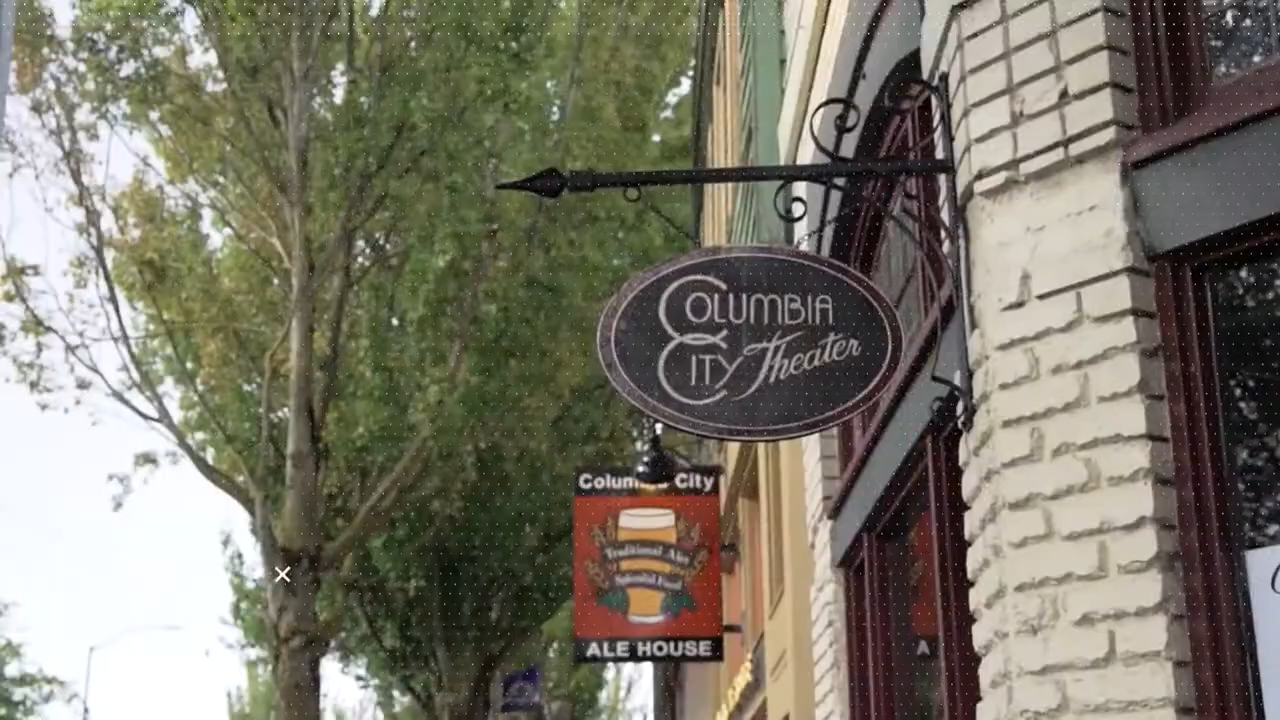 COLUMBIA
CITY Theater
Columbia City
Traditional Ales
Splendid Food
ALE HOUSE
A